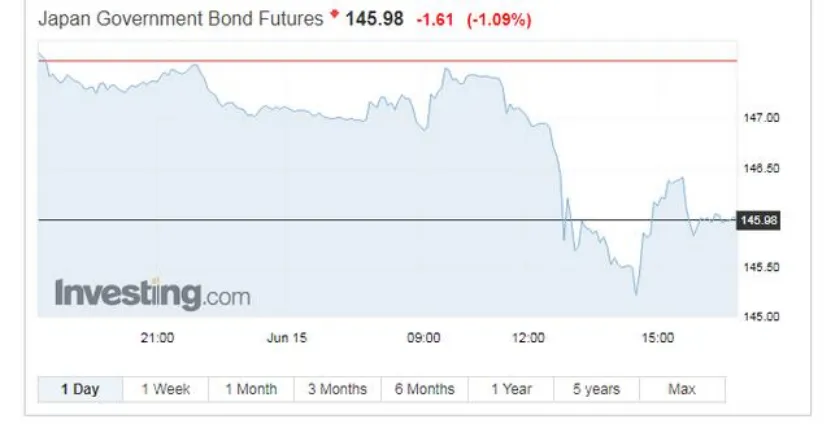 Japan Government Bond Futures 145.98 -1.61 (-1.09%)
147.00
146.50
145.98
145.50
145.00
Investing.com
21:00 Jun 15 09:00 12:00 15:00
1 Day 1 Week 1 Month 3 Months 6 Months 1 Year 5 years Max